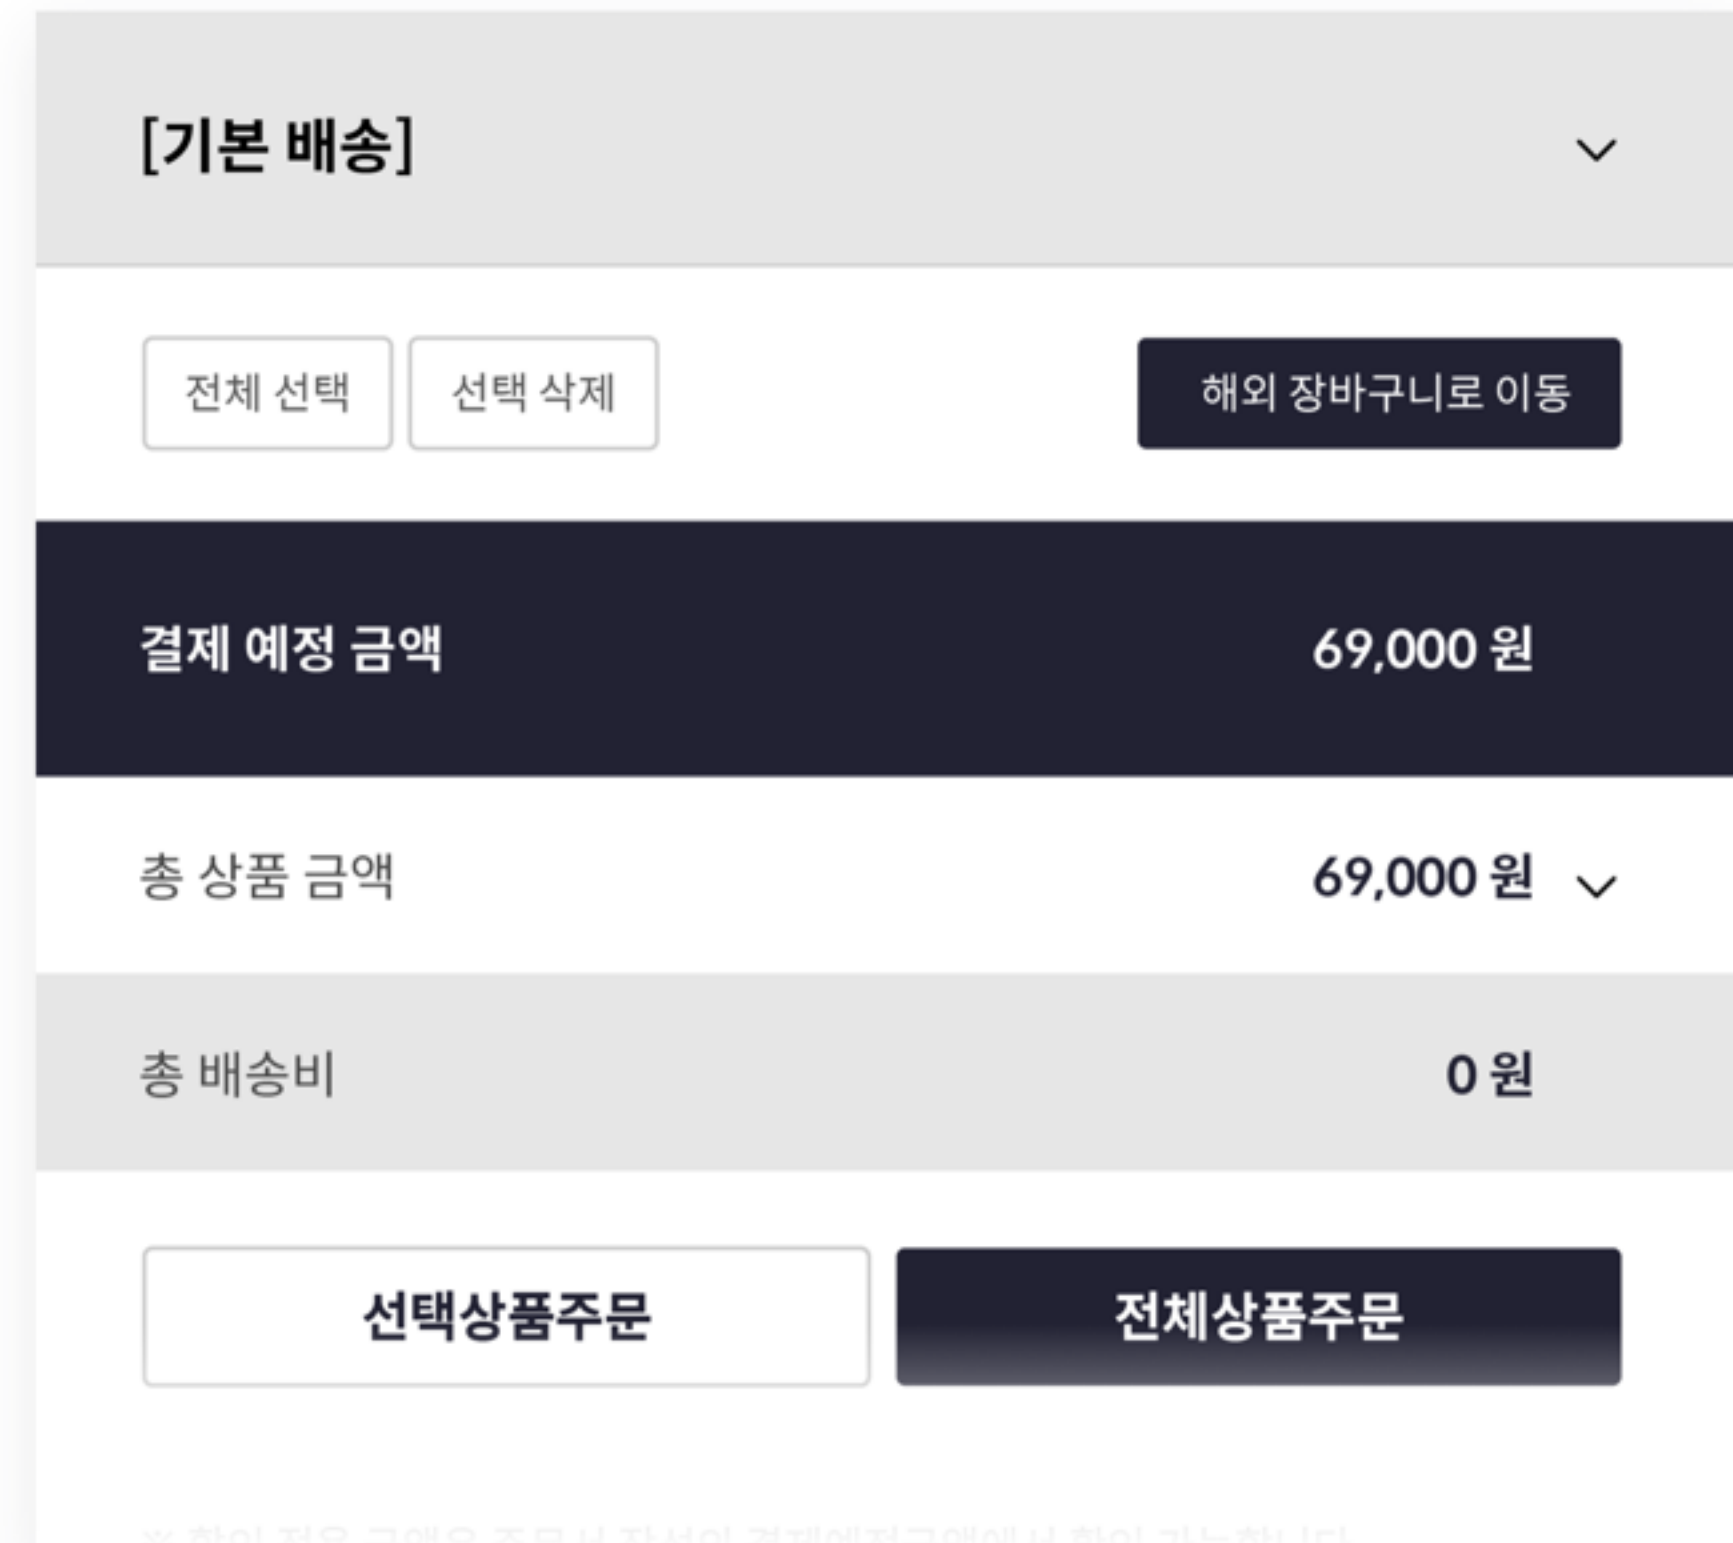 [기본 배송]
전체 선택 선택 삭제 해외 장바구니로 이동
결제 예정 금액 69,000 원
총 상품 금액 69,000 원
총 배송비 0 원
선택상품주문 전체상품주문